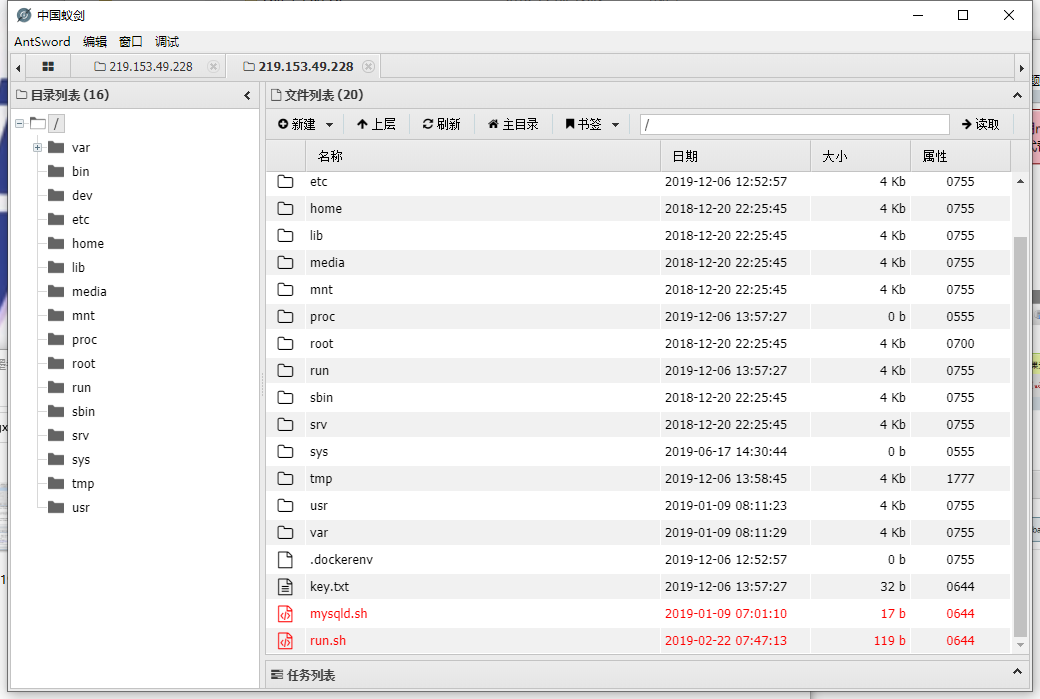 中国蚁剑
AntSword 编辑 窗口 调试
219.153.49.228 219.153.49.228
目录列表 (16)
/
var
bin
dev
etc
home
lib
media
mnt
proc
root
run
sbin
srv
sys
tmp
usr
文件列表 (20)
新建 上层 刷新 主目录 书签 / 读取
名称 日期 大小 属性
etc 2019-12-06 12:52:57 4 Kb 0755
home 2018-12-20 22:25:45 4 Kb 0755
lib 2018-12-20 22:25:45 4 Kb 0755
media 2018-12-20 22:25:45 4 Kb 0755
mnt 2018-12-20 22:25:45 4 Kb 0755
proc 2019-12-06 13:57:27 0 b 0555
root 2018-12-20 22:25:45 4 Kb 0700
run 2019-12-06 13:57:27 4 Kb 0755
sbin 2018-12-20 22:25:45 4 Kb 0755
srv 2018-12-20 22:25:45 4 Kb 0755
sys 2019-06-17 14:30:44 0 b 0555
tmp 2019-12-06 13:58:45 4 Kb 1777
usr 2019-01-09 08:11:23 4 Kb 0755
var 2019-01-09 08:11:29 4 Kb 0755
.dockerenv 2019-12-06 12:52:57 0 b 0755
key.txt 2019-12-06 13:57:27 32 b 0644
mysqld.sh 2019-01-09 07:01:10 17 b 0644
run.sh 2019-02-22 07:47:13 119 b 0644
任务列表